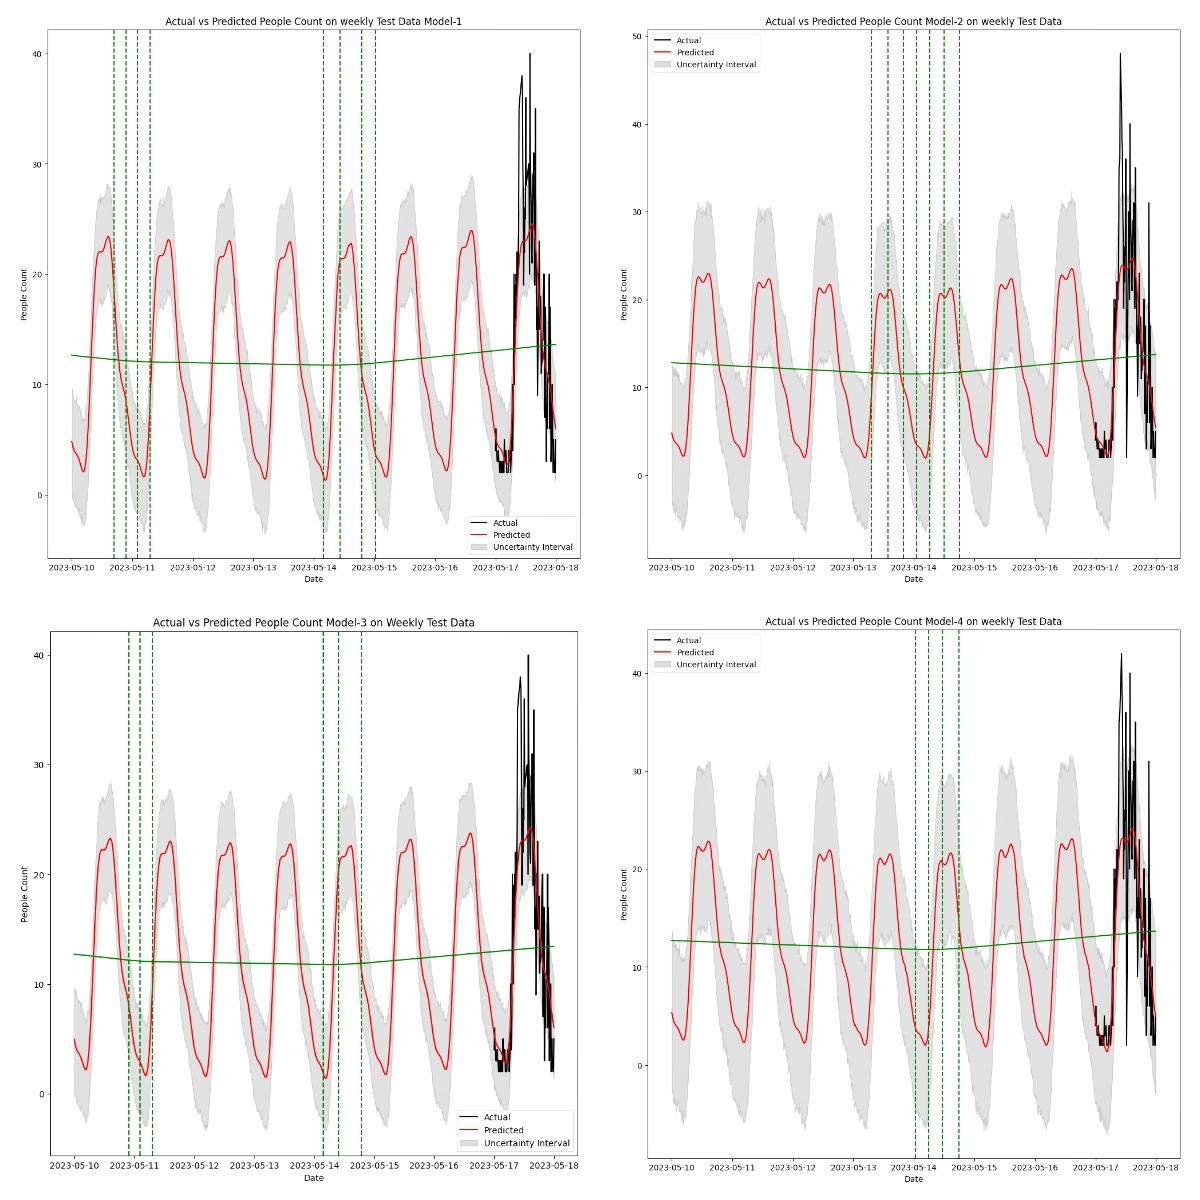 Actual vs Predicted People Count on weekly Test Data Model-1
40
30
20
10
0
People Count
Actual
Predicted
Uncertainty Interval
2023-05-10 2023-05-11 2023-05-12 2023-05-13 2023-05-14 2023-05-15 2023-05-16 2023-05-17 2023-05-18
Date
Actual vs Predicted People Count Model-2 on weekly Test Data
Actual
Predicted
Uncertainty Interval
50
40
30
20
10
0
People Count
2023-05-10 2023-05-11 2023-05-12 2023-05-13 2023-05-14 2023-05-15 2023-05-16 2023-05-17 2023-05-18
Date
Actual vs Predicted People Count Model-3 on Weekly Test Data
40
30
20
10
0
People Count
Actual
Predicted
Uncertainty Interval
2023-05-10 2023-05-11 2023-05-12 2023-05-13 2023-05-14 2023-05-15 2023-05-16 2023-05-17 2023-05-18
Date
Actual vs Predicted People Count Model-4 on weekly Test Data
Actual
Predicted
Uncertainty Interval
40
30
20
10
0
People Count
2023-05-10 2023-05-11 2023-05-12 2023-05-13 2023-05-14 2023-05-15 2023-05-16 2023-05-17 2023-05-18
Date